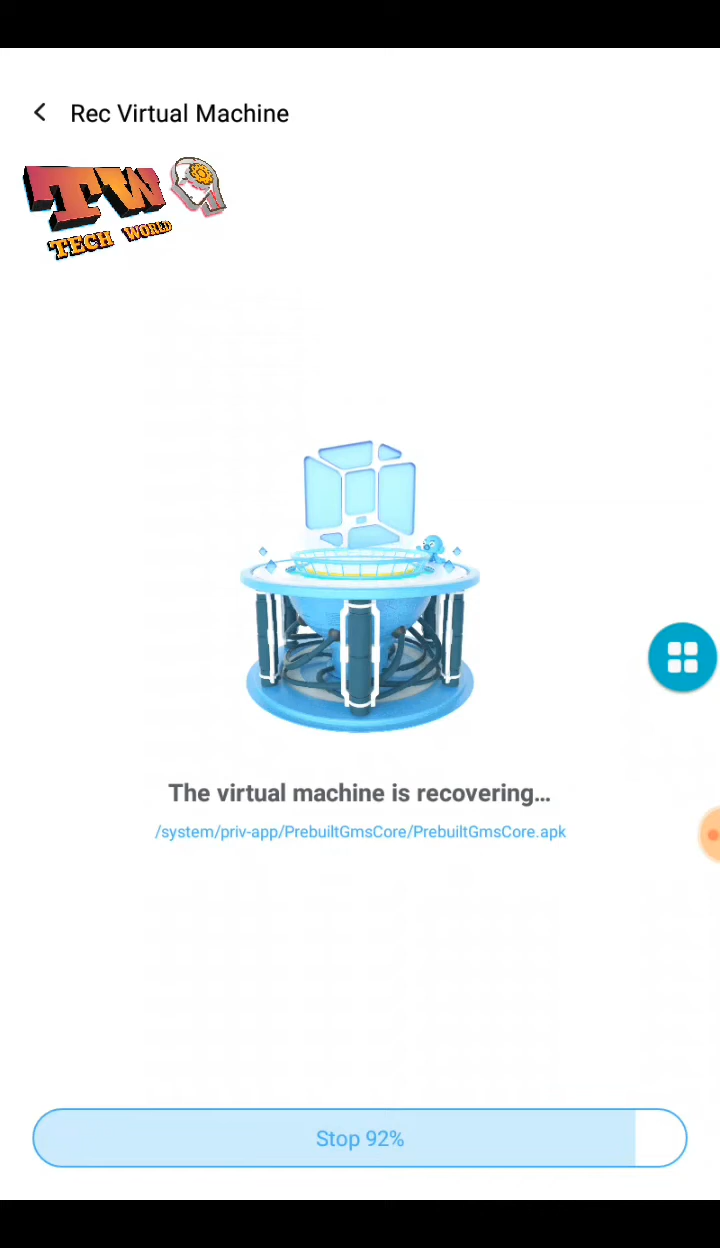 Rec Virtual Machine
TW
TECH WORLD
The virtual machine is recovering...
/system/priv-app/PrebuiltGmsCore/PrebuiltGmsCore.apk
Stop 92%